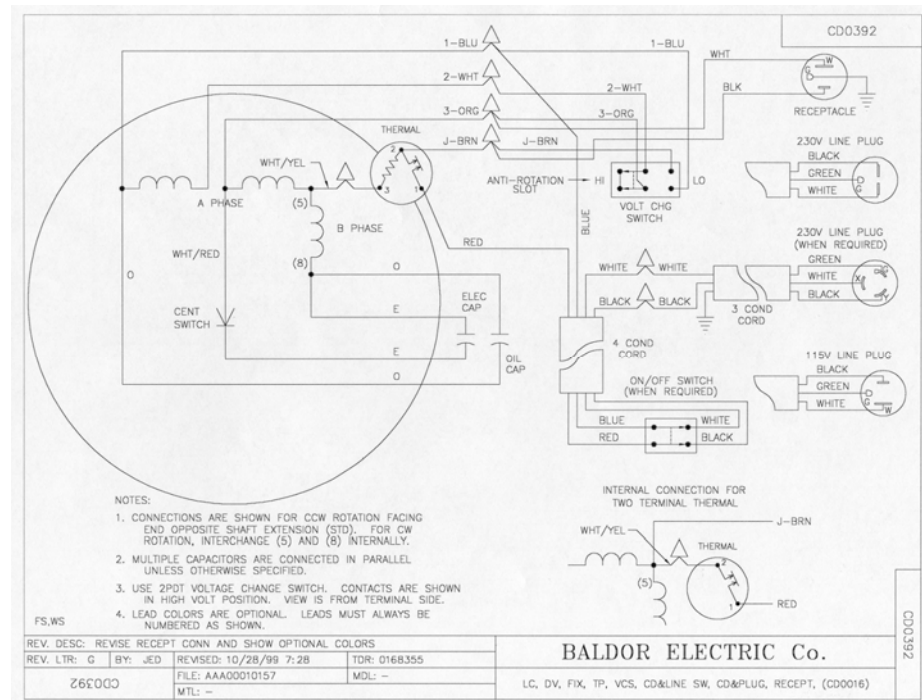 CD0392
1-BLU
1-BLU
WHT
2-WHT
2-WHT
BLK
3-ORG
3-ORG
J-BRN
J-BRN
G
W
RECEPTACLE
THERMAL
2
3
1
WHT/YEL
ANTI-ROTATION
SLOT
HI
LO
VOLT CHG
SWITCH
230V LINE PLUG
BLACK
GREEN
WHITE
G
A PHASE
(5)
B PHASE
(8)
WHT/RED
RED
BLUE
O
O
E
E
O
CENT
SWITCH
ELEC
CAP
OIL
CAP
WHITE
WHITE
BLACK
BLACK
3 COND
CORD
4 COND
CORD
230V LINE PLUG
(WHEN REQUIRED)
GREEN
WHITE
BLACK
G
X
Y
115V LINE PLUG
BLACK
GREEN
WHITE
G
W
ON/OFF SWITCH
(WHEN REQUIRED)
BLUE
WHITE
RED
BLACK
INTERNAL CONNECTION FOR
TWO TERMINAL THERMAL
J-BRN
WHT/YEL
THERMAL
2
(5)
1
RED
NOTES:
1. CONNECTIONS ARE SHOWN FOR CCW ROTATION FACING
END OPPOSITE SHAFT EXTENSION (STD). FOR CW
ROTATION, INTERCHANGE (5) AND (8) INTERNALLY.
2. MULTIPLE CAPACITORS ARE CONNECTED IN PARALLEL
UNLESS OTHERWISE SPECIFIED.
3. USE 2PDT VOLTAGE CHANGE SWITCH. CONTACTS ARE SHOWN
IN HIGH VOLT POSITION. VIEW IS FROM TERMINAL SIDE.
4. LEAD COLORS ARE OPTIONAL. LEADS MUST ALWAYS BE
NUMBERED AS SHOWN.
FS,WS
CD0392
REV. DESC: REVISE RECEPT CONN AND SHOW OPTIONAL COLORS
REV. LTR: G
BY: JED
REVISED: 10/28/99 7:28
TDR: 0168355
CD0392
FILE: AAA00010157
MDL: -
MTL: -
BALDOR ELECTRIC Co.
LC, DV, FIX, TP, VCS, CD&LINE SW, CD&PLUG, RECEPT, (CD0016)